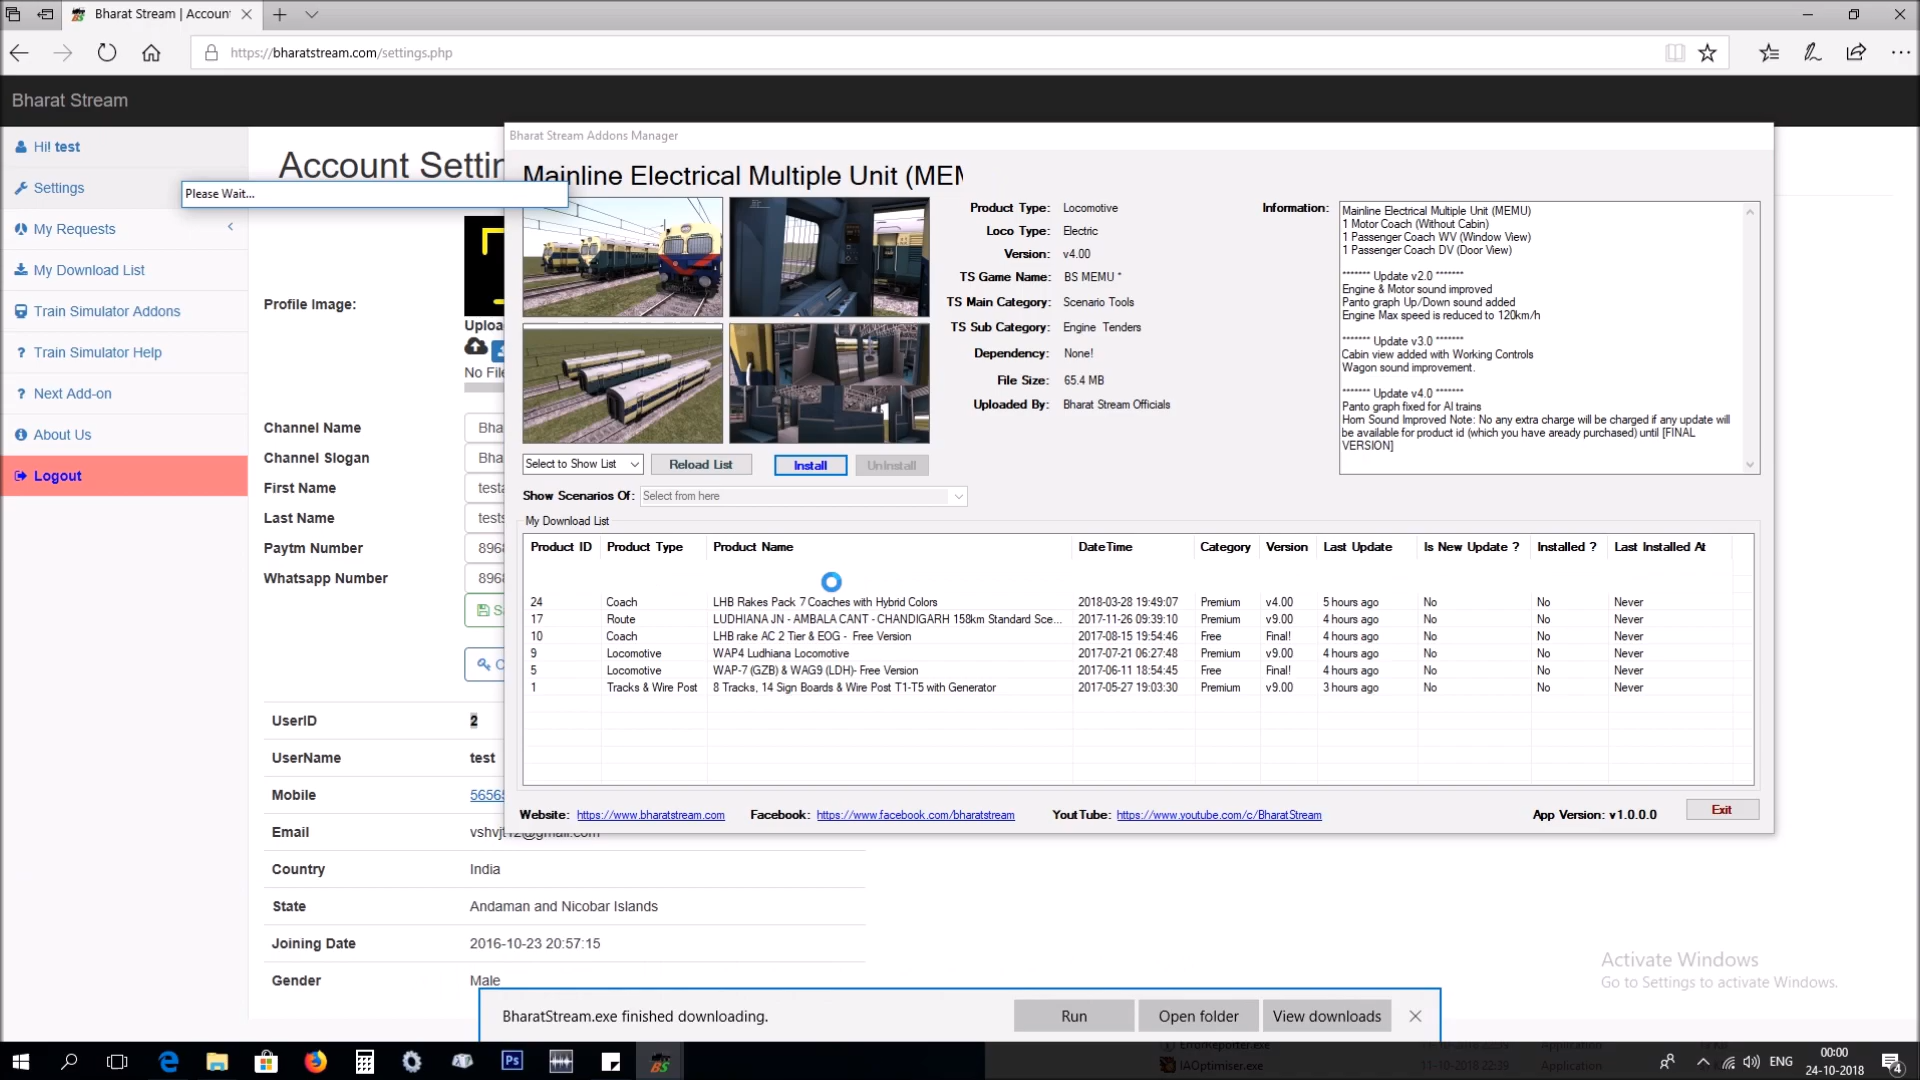 Bharat Stream | Account
https://bharatstream.com/settings.php
Bharat Stream
Hi! test
Settings
My Requests
My Download List
Train Simulator Addons
Train Simulator Help
Next Add-on
About Us
Logout
Please Wait...
Profile Image:
No File
Channel Name
Bha
Channel Slogan
Bha
First Name
Last Name
Paytm Number
896
Whatsapp Number
896
UserID
2
UserName
test
Mobile
Email
Country
India
State
Andaman and Nicobar Islands
Joining Date
2016-10-23 20:57:15
Gender
Male
Bharat Stream Addons Manager
Mainline Electrical Multiple Unit (MEM
Product Type: Locomotive
Loco Type: Electric
Version: v4.00
TS Game Name: BS MEMU *
TS Main Category: Scenario Tools
TS Sub Category: Engine Tenders
Dependency: None!
File Size: 65.4 MB
Uploaded By: Bharat Stream Officials
Information:
Mainline Electrical Multiple Unit (MEMU)
1 Motor Coach (Without Cabin)
1 Passenger Coach WV (Window View)
1 Passenger Coach DV (Door View)
******* Update v2.0 *******
Engine & Motor sound improved
Panto graph Up/Down sound added
Engine Max speed is reduced to 120km/h
******* Update v3.0 *******
Cabin view added with Working Controls
Wagon sound improvement.
******* Update v4.0 *******
Panto graph fixed for AI trains
Horn Sound Improved Note: No any extra charge will be charged if any update will
be available for product id (which you have aready purchased) until [FINAL
VERSION]
Select to Show List
Reload List
Install
UnInstall
Show Scenarios Of: Select from here
My Download List
Product ID Product Type Product Name DateTime Category Version Last Update Is New Update ? Installed ? Last Installed At
24 Coach LHB Rakes Pack 7 Coaches with Hybrid Colors 2018-03-28 19:49:07 Premium v4.00 5 hours ago No No Never
17 Route LUDHIANA JN - AMBALA CANT - CHANDIGARH 158km Standard Sce... 2017-11-26 09:39:10 Premium v9.00 4 hours ago No No Never
10 Coach LHB rake AC 2 Tier & EOG - Free Version 2017-08-15 19:54:46 Free Final! 4 hours ago No No Never
9 Locomotive WAP4 Ludhiana Locomotive 2017-07-21 06:27:48 Premium v9.00 4 hours ago No No Never
5 Locomotive WAP-7 (GZB) & WAG9 (LDH)- Free Version 2017-06-11 18:54:45 Free Final! 4 hours ago No No Never
1 Tracks & Wire Post 8 Tracks, 14 Sign Boards & Wire Post T1-T5 with Generator 2017-05-27 19:03:30 Premium v9.00 3 hours ago No No Never
Website: https://www.bharatstream.com Facebook: https://www.facebook.com/bharatstream YoutTube: https://www.youtube.com/c/BharatStream App Version: v1.0.0.0
Exit
Activate Windows
Go to Settings to activate Windows.
BharatStream.exe finished downloading.
Run
Open folder
View downloads
ErrorReporter.exe
IAOptimiser.exe 11-10-2018 22:39 Application
ENG
00:00
24-10-2018
4